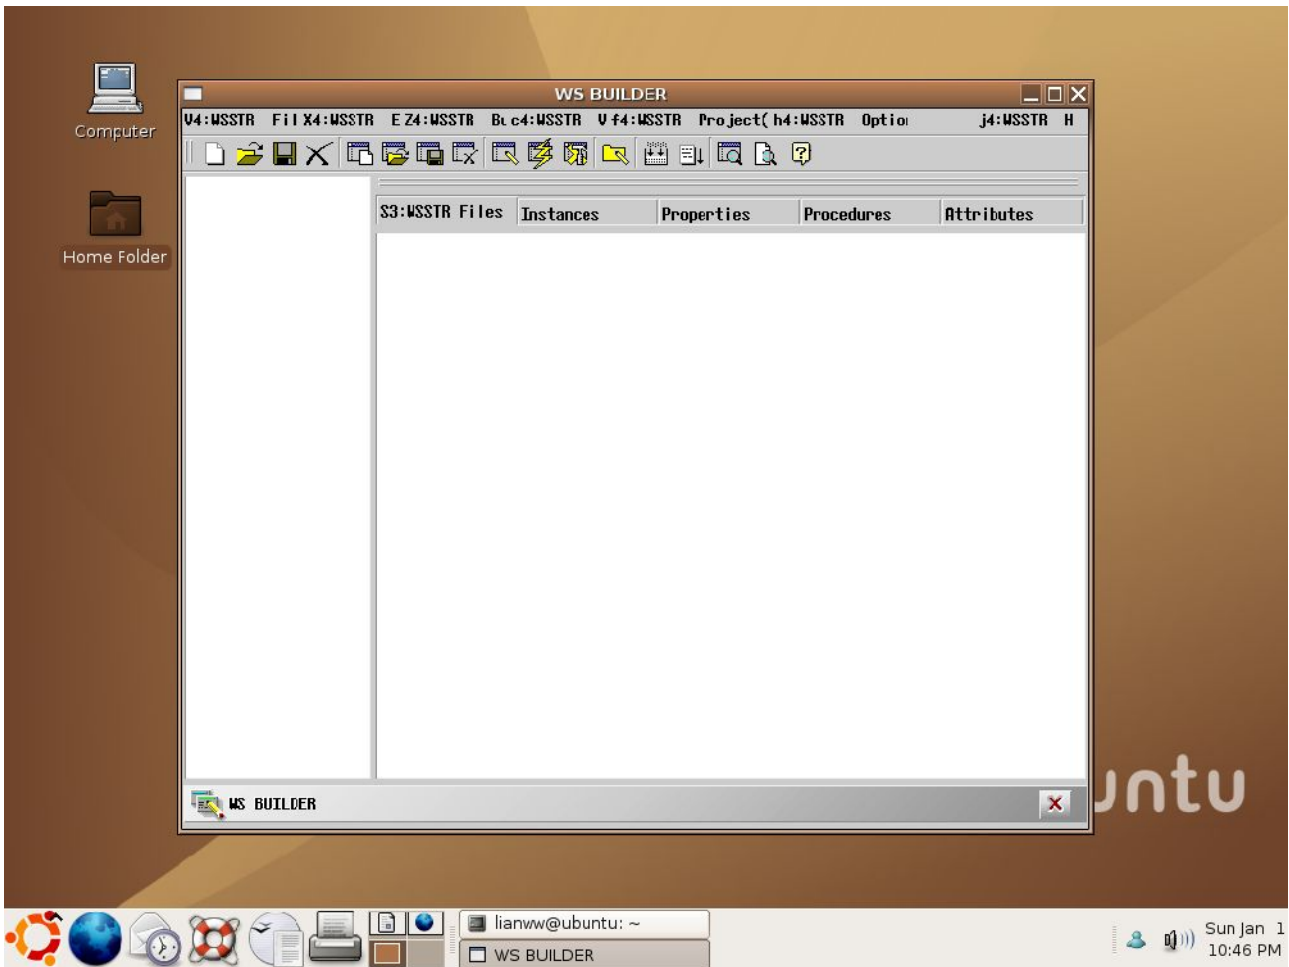 Computer
Home Folder
WS BUILDER
V4:WSSTR Fil X4:WSSTR E Z4:WSSTR Bu c4:WSSTR V f4:WSSTR Project( h4:WSSTR Optio j4:WSSTR H
S3:WSSTR Files Instances Properties Procedures Attributes
WS BUILDER
untu
lianww@ubuntu: ~
WS BUILDER
Sun Jan 1
10:46 PM